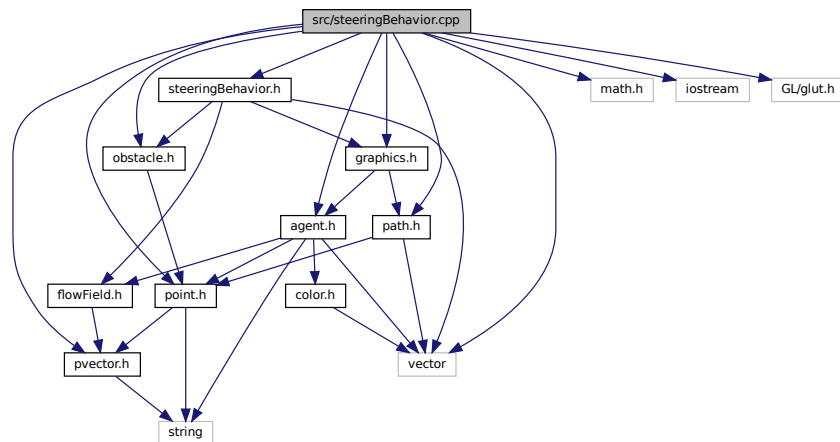 src/steeringBehavior.cpp
steeringBehavior.h
math.h
iostream
GL/glut.h
obstacle.h
graphics.h
agent.h
path.h
flowField.h
point.h
color.h
pvector.h
vector
string